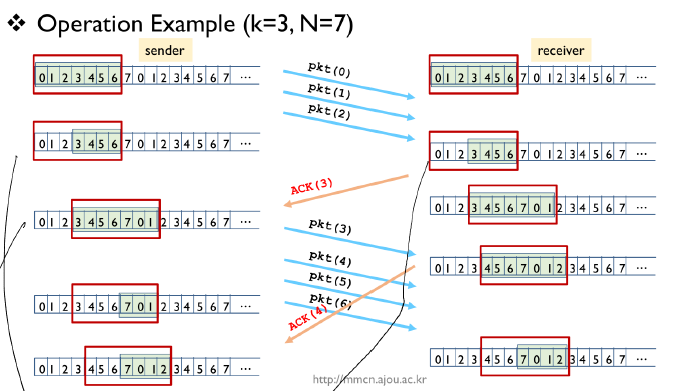 ❖ Operation Example (k=3, N=7)
sender
receiver
0 1 2 3 4 5 6 7 0 1 2 3 4 5 6 7 ...
pkt(0)
0 1 2 3 4 5 6 7 0 1 2 3 4 5 6 7 ...
pkt(1)
pkt(2)
0 1 2 3 4 5 6 7 0 1 2 3 4 5 6 7 ...
0 1 2 3 4 5 6 7 0 1 2 3 4 5 6 7 ...
ACK(3)
0 1 2 3 4 5 6 7 0 1 2 3 4 5 6 7 ...
0 1 2 3 4 5 6 7 0 1 2 3 4 5 6 7 ...
pkt(3)
pkt(4)
0 1 2 3 4 5 6 7 0 1 2 3 4 5 6 7 ...
pkt(5)
0 1 2 3 4 5 6 7 0 1 2 3 4 5 6 7 ...
pkt(6)
ACK(4)
0 1 2 3 4 5 6 7 0 1 2 3 4 5 6 7 ...
0 1 2 3 4 5 6 7 0 1 2 3 4 5 6 7 ...
http://mmcn.ajou.ac.kr